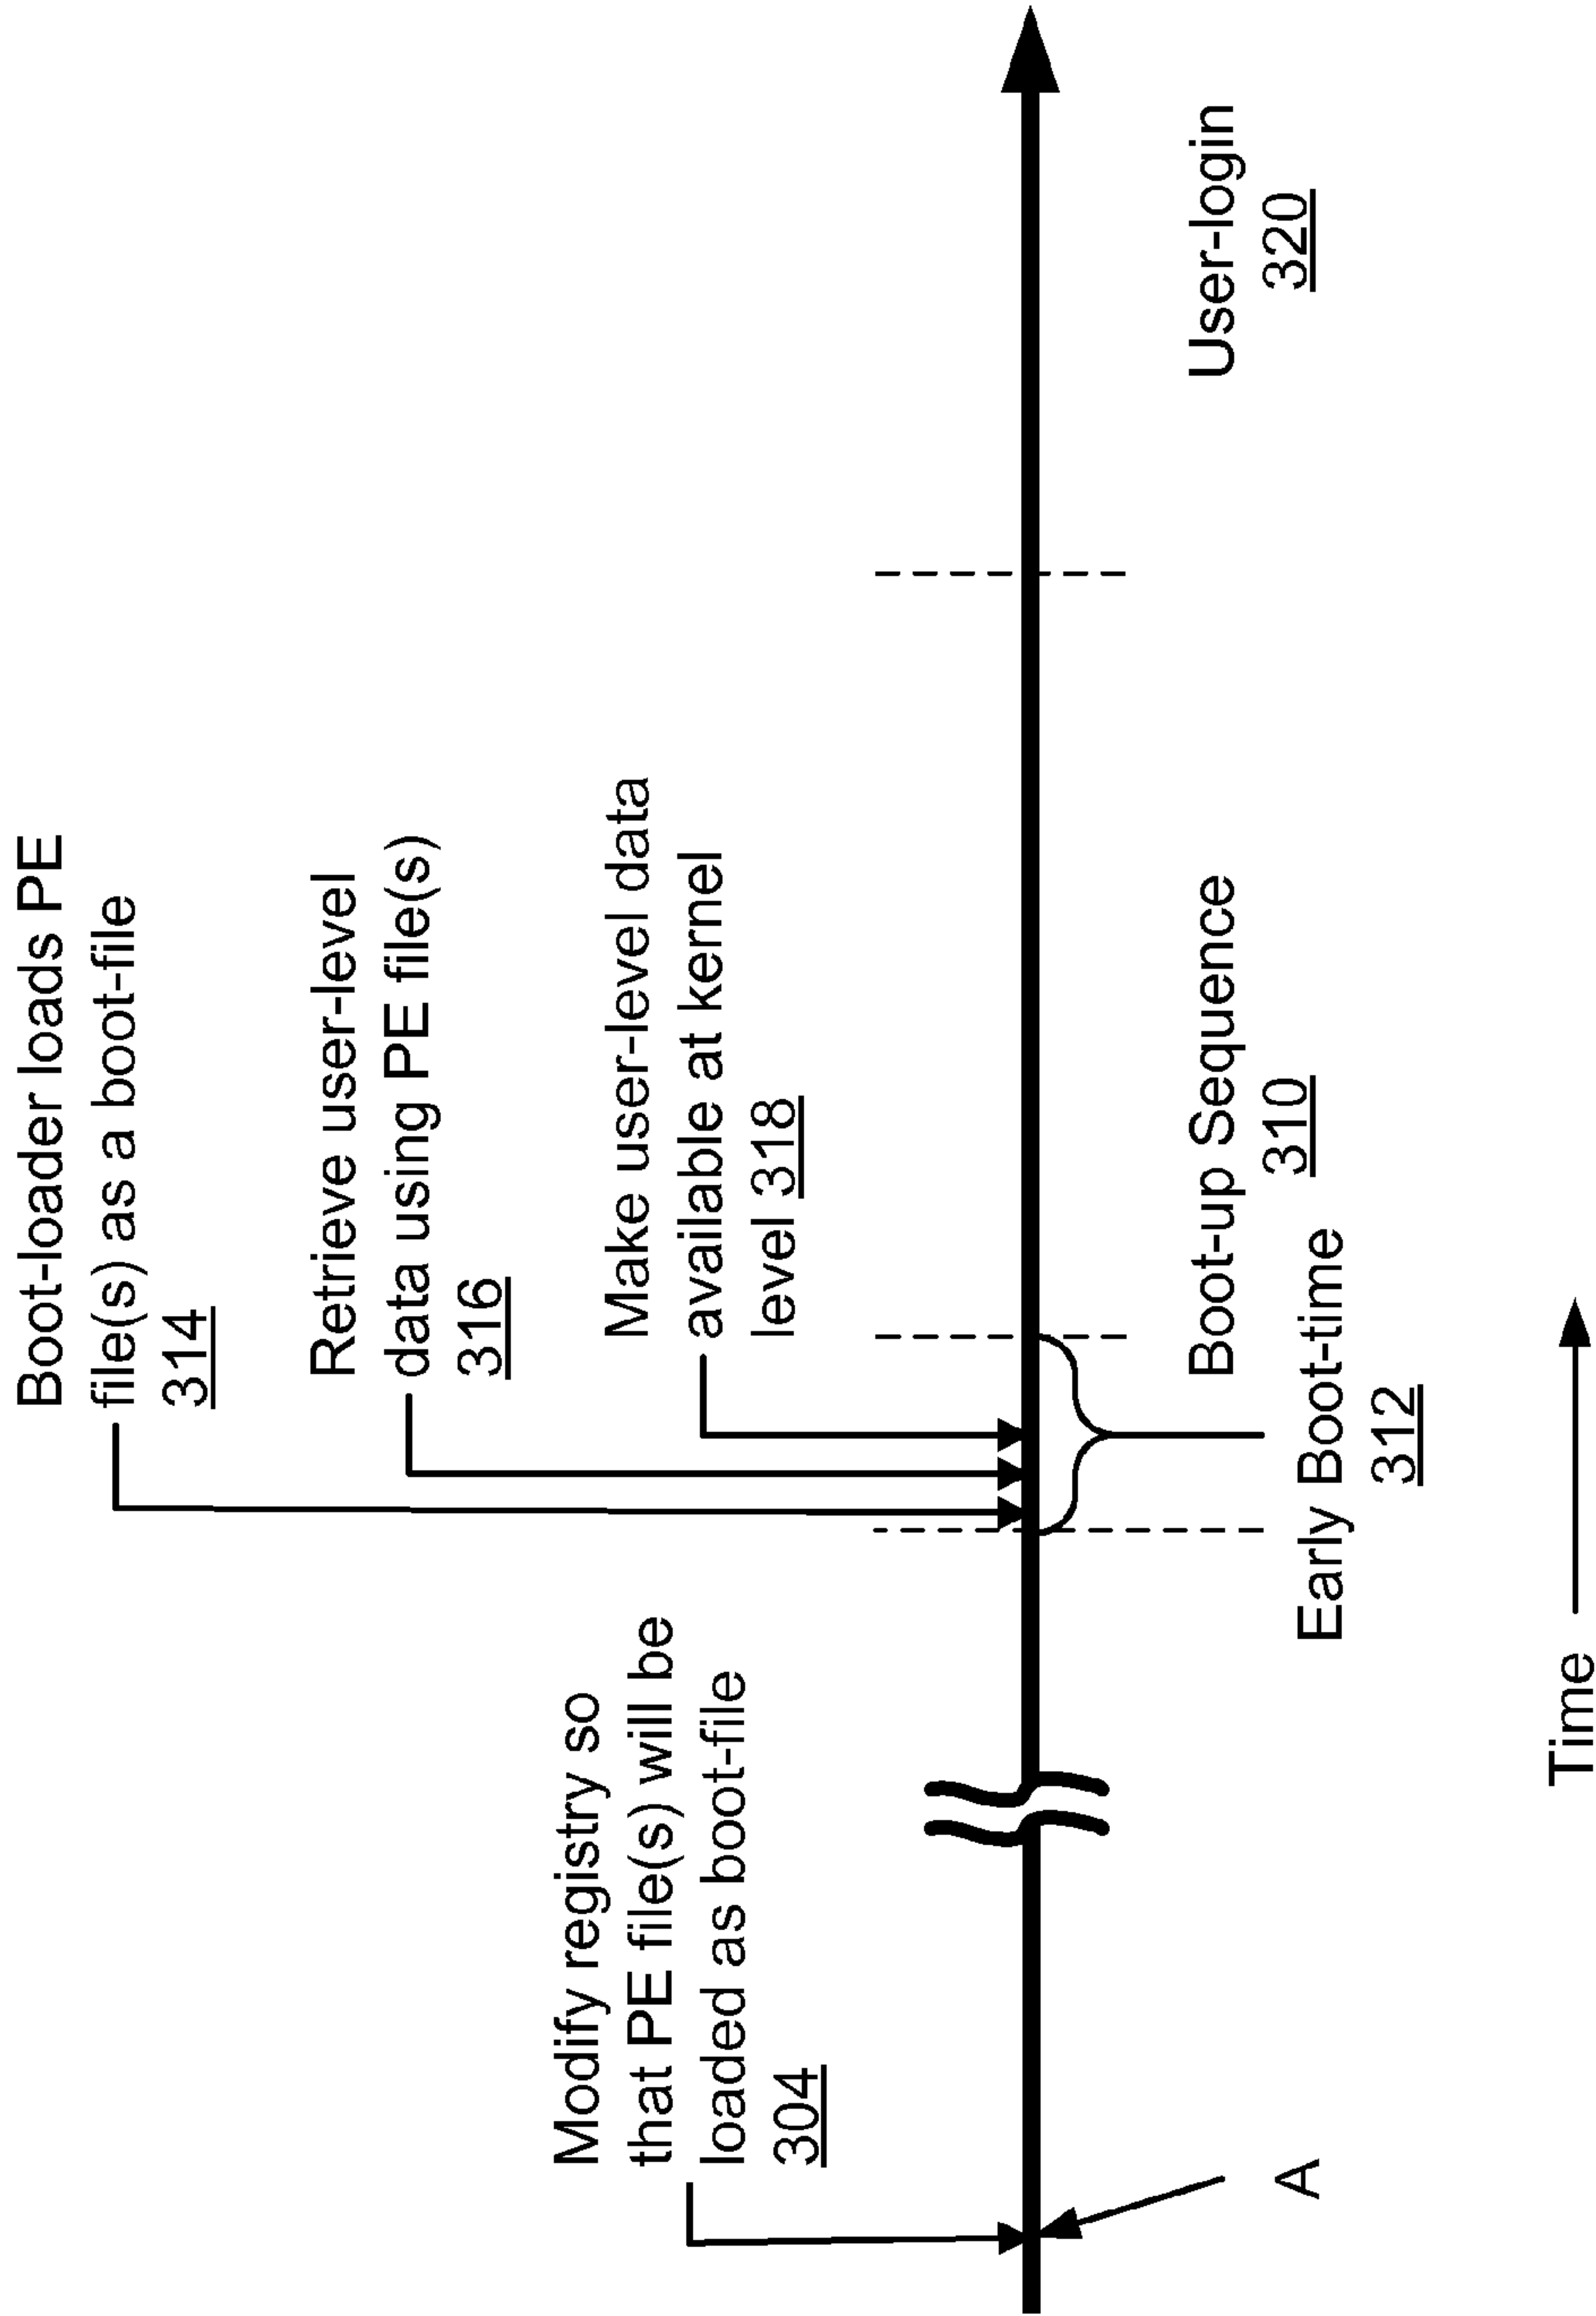 Boot-loader loads PE
file(s) as a boot-file
314
Retrieve user-level
data using PE file(s)
316
Modify registry so
that PE file(s) will be
loaded as boot-file
304
Make user-level data
available at kernel
level 318
A
Early Boot-time
312
Boot-up Sequence
310
User-login
320
Time